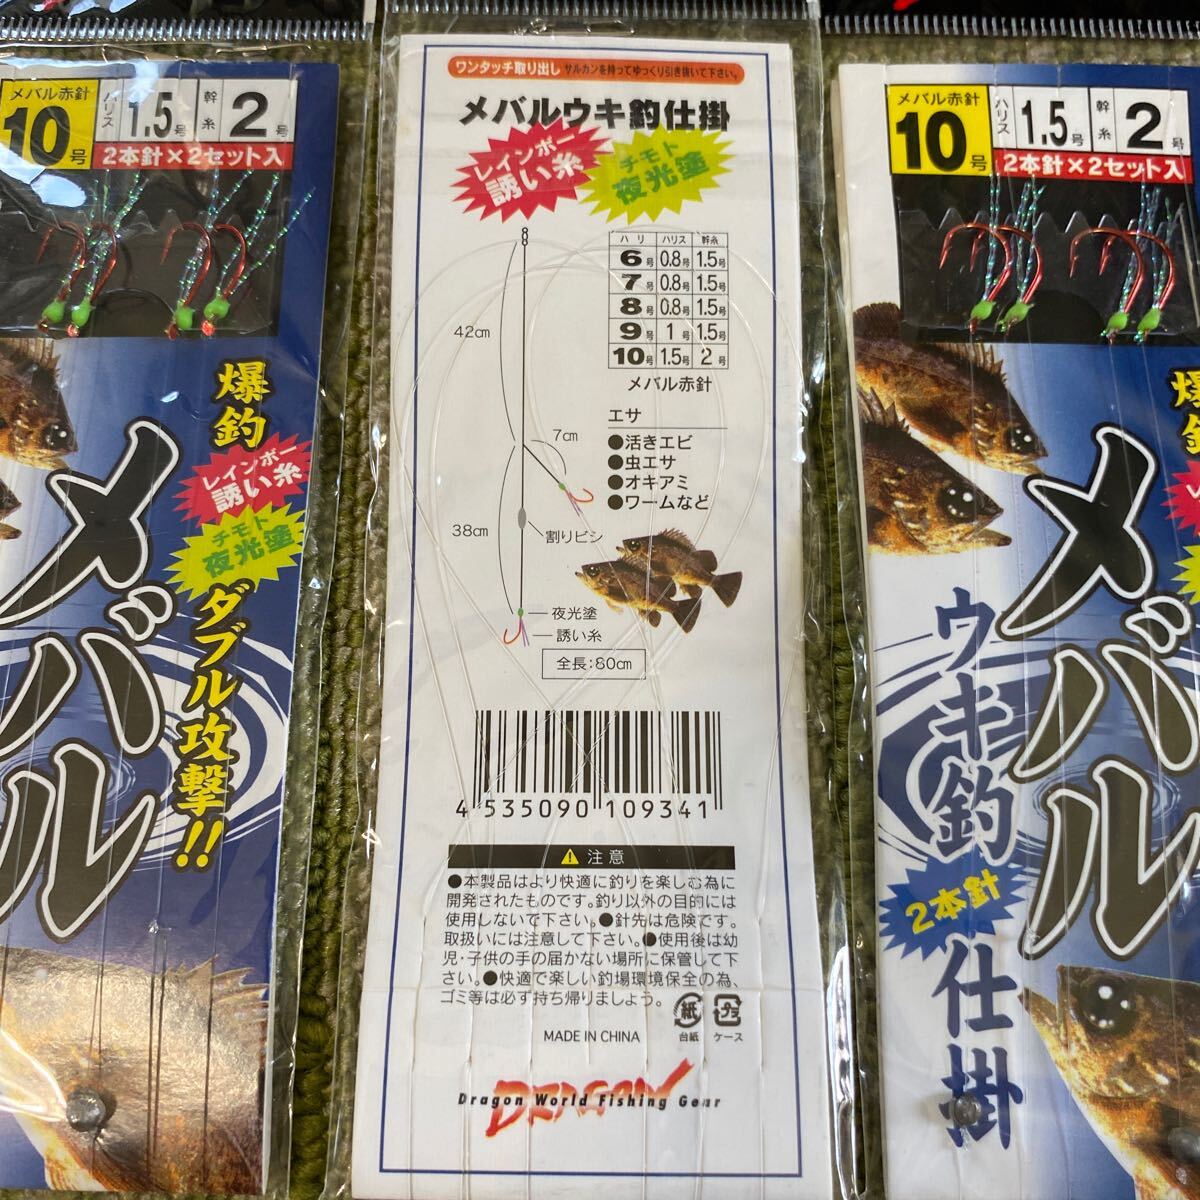 メバル赤針
10号
ハリス
1.5号
幹糸
2号
2本針×2セット入
爆釣
レインボー
誘い糸
チモト
夜光塗
ダブル攻撃!!
メバル
ワンタッチ取り出し サルカンを持ってゆっくり引き抜いて下さい。
メバルウキ釣仕掛
レインボー
誘い糸
チモト
夜光塗
ハリ ハリス 幹糸
6号 0.8号 1.5号
7号 0.8号 1.5号
8号 0.8号 1.5号
9号 1号 1.5号
10号 1.5号 2号
メバル赤針
エサ
●活きエビ
●虫エサ
●オキアミ
●ワームなど
42cm
7cm
38cm
割りビシ
夜光塗
誘い糸
全長:80cm
4 535090 109341
注意
●本製品はより快適に釣りを楽しむ為に
開発されたものです。釣り以外の目的には
使用しないで下さい。●針先は危険です。
取扱いには注意して下さい。●使用後は幼
児・子供の手の届かない場所に保管して下
さい。●快適で楽しい釣場環境保全の為、
ゴミ等は必ず持ち帰りましょう。
紙
台紙
プラ
ケース
MADE IN CHINA
DRAGON
Dragon World Fishing Gear
メバル赤針
10号
ハリス
1.5号
幹糸
2号
2本針×2セット入
爆釣
メバル
ウキ釣
2本針
仕掛